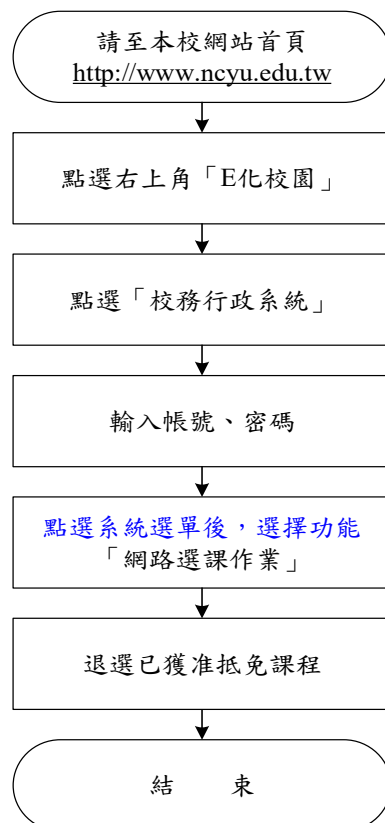 請至本校網站首頁
http://www.ncyu.edu.tw
點選右上角「E化校園」
點選「校務行政系統」
輸入帳號、密碼
點選系統選單後，選擇功能
「網路選課作業」
退選已獲准抵免課程
結　　束